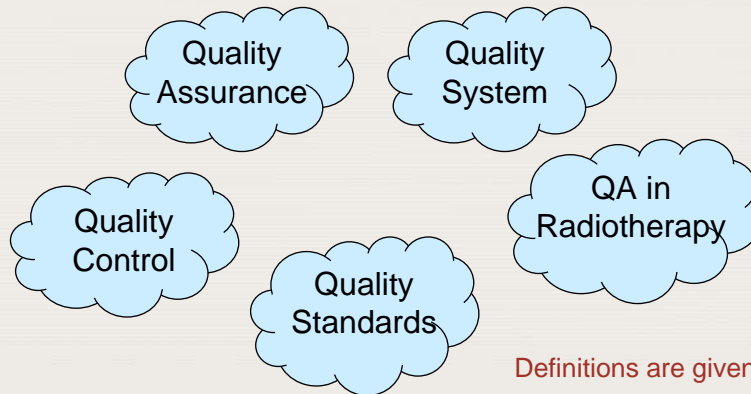 Quality
Assurance
Quality
System
Quality
Control
QA in
Radiotherapy
Quality
Standards
Definitions are given